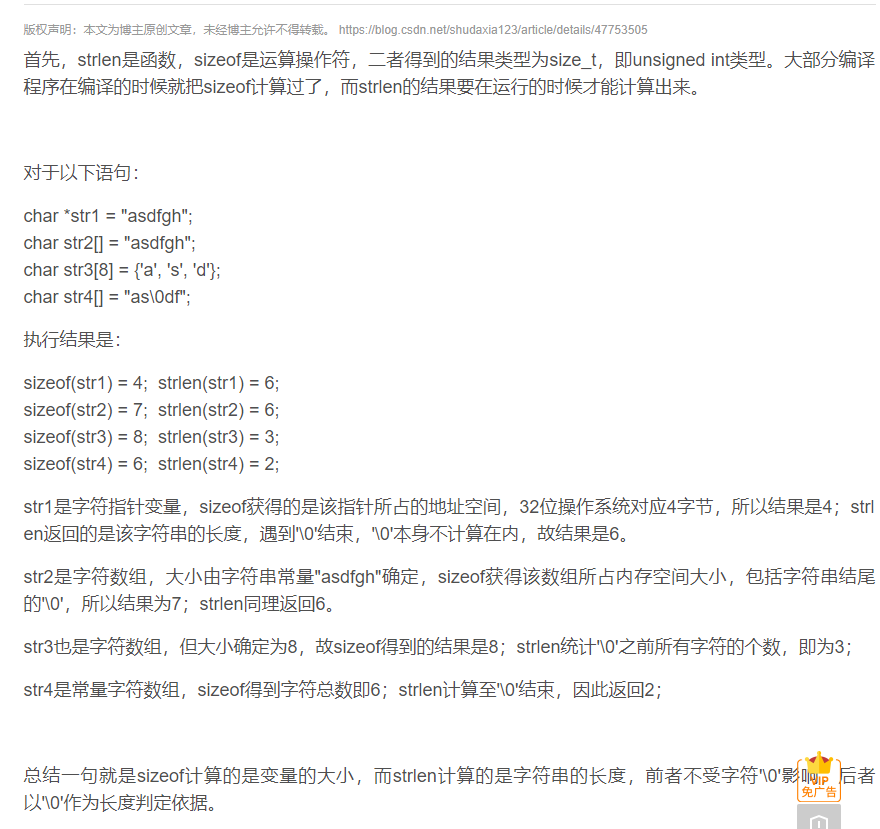 版权声明：本文为博主原创文章，未经博主允许不得转载。 https://blog.csdn.net/shudaxia123/article/details/47753505
首先，strlen是函数，sizeof是运算操作符，二者得到的结果类型为size_t，即unsigned int类型。大部分编译
程序在编译的时候就把sizeof计算过了，而strlen的结果要在运行的时候才能计算出来。
对于以下语句：
char *str1 = "asdfgh";
char str2[] = "asdfgh";
char str3[8] = {'a', 's', 'd'};
char str4[] = "as\0df";
执行结果是：
sizeof(str1) = 4;  strlen(str1) = 6;
sizeof(str2) = 7;  strlen(str2) = 6;
sizeof(str3) = 8;  strlen(str3) = 3;
sizeof(str4) = 6;  strlen(str4) = 2;
str1是字符指针变量，sizeof获得的是该指针所占的地址空间，32位操作系统对应4字节，所以结果是4；strl
en返回的是该字符串的长度，遇到'\0'结束，'\0'本身不计算在内，故结果是6。
str2是字符数组，大小由字符串常量"asdfgh"确定，sizeof获得该数组所占内存空间大小，包括字符串结尾
的'\0'，所以结果为7；strlen同理返回6。
str3也是字符数组，但大小确定为8，故sizeof得到的结果是8；strlen统计'\0'之前所有字符的个数，即为3；
str4是常量字符数组，sizeof得到字符总数即6；strlen计算至'\0'结束，因此返回2；
总结一句就是sizeof计算的是变量的大小，而strlen计算的是字符串的长度，前者不受字符'\0'影响，后者
以'\0'作为长度判定依据。
VIP
免广告